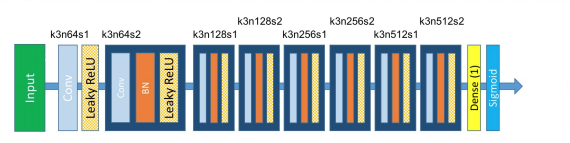 k3n64s1
k3n64s2
k3n128s1
k3n128s2
k3n256s1
k3n256s2
k3n512s1
k3n512s2
Input
Conv
Leaky ReLU
Conv
BN
Leaky ReLU
Dense (1)
Sigmoid